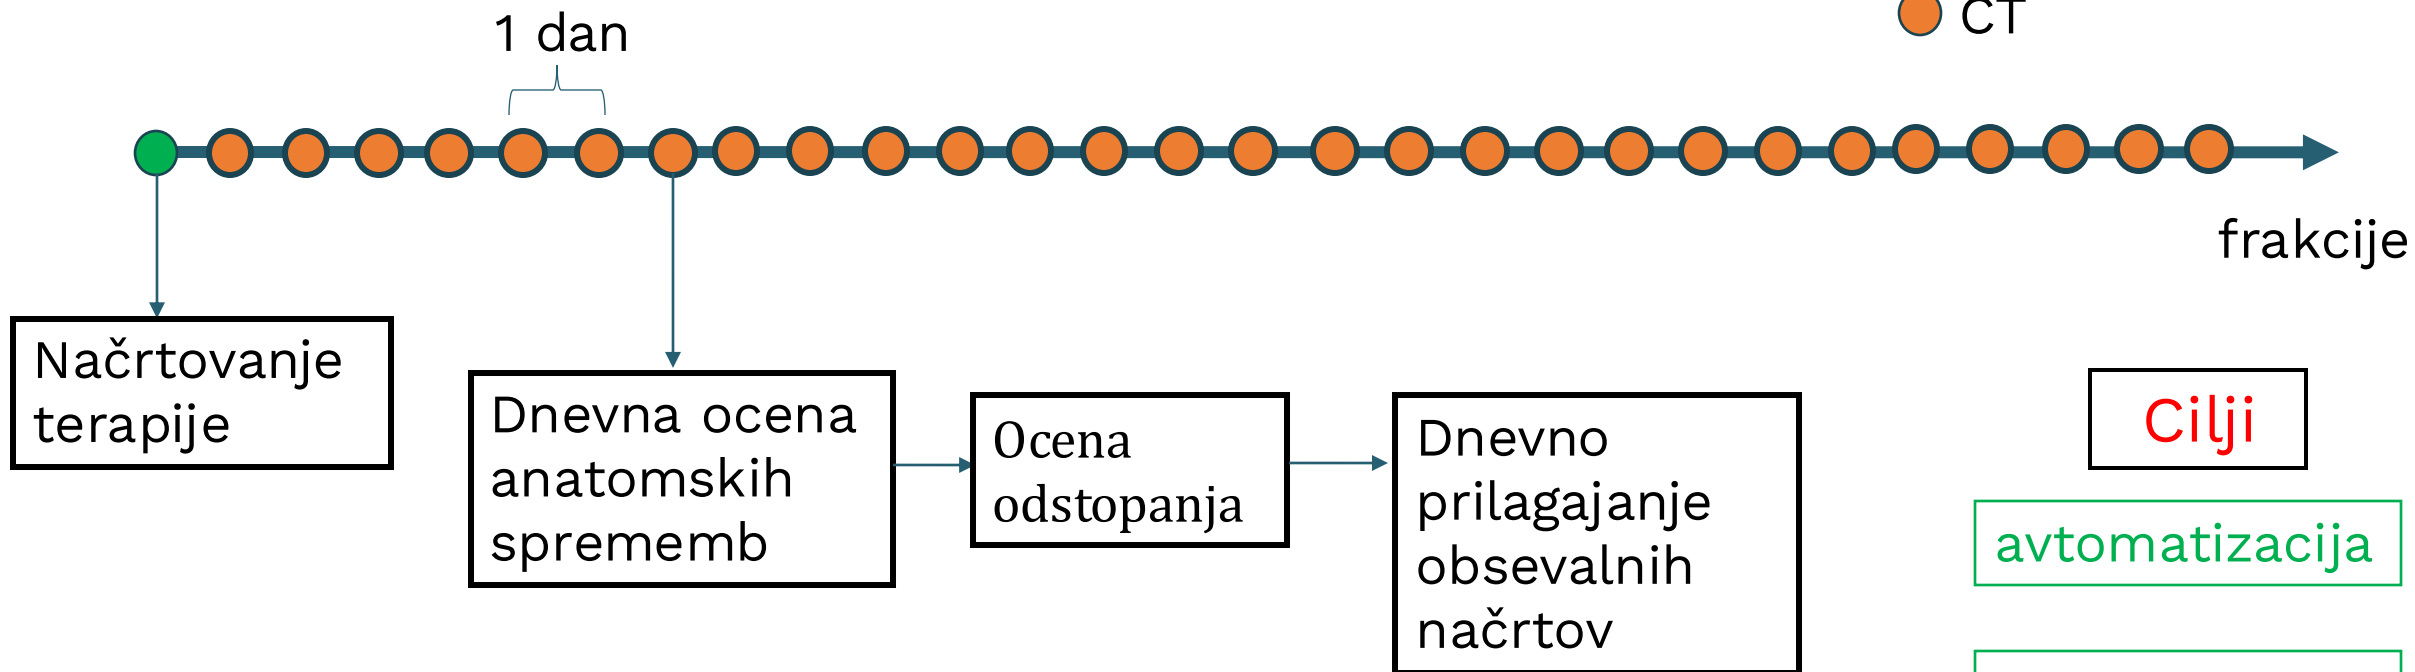 CT
1 dan
frakcije
Načrtovanje
terapije
Dnevna ocena
anatomskih
sprememb
Ocena
odstopanja
Dnevno
prilagajanje
obsevalnih
načrtov
Cilji
avtomatizacija